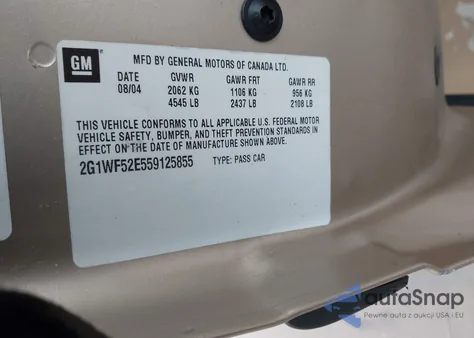 GM
MFD BY GENERAL MOTORS OF CANADA LTD.
DATE GVWR GAWR FRT GAWR RR
08/04 2062 KG 1106 KG 956 KG
4545 LB 2437 LB 2108 LB
THIS VEHICLE CONFORMS TO ALL APPLICABLE U.S. FEDERAL MOTOR
VEHICLE SAFETY, BUMPER, AND THEFT PREVENTION STANDARDS IN
EFFECT ON THE DATE OF MANUFACTURE SHOWN ABOVE.
2G1WF52E559125855 TYPE: PASS CAR
autaSnap
Pewne auta z aukcji USA i EU